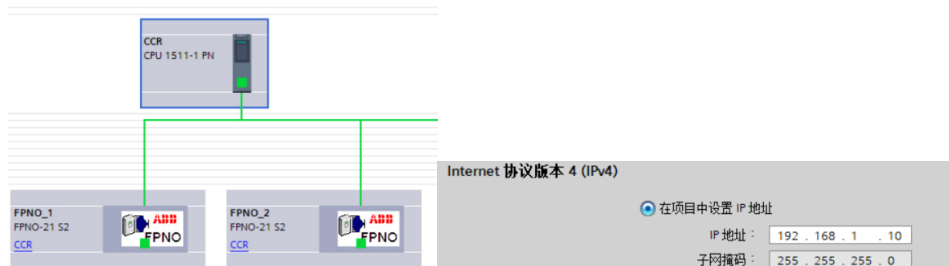 CCR
CPU 1511-1 PN
FPNO_1
FPNO-21 S2
CCR
ABB
FPNO
FPNO_2
FPNO-21 S2
CCR
ABB
FPNO
Internet 协议版本 4 (IPv4)
在项目中设置 IP 地址
IP 地址： 192 . 168 . 1 . 10
子网掩码： 255 . 255 . 255 . 0